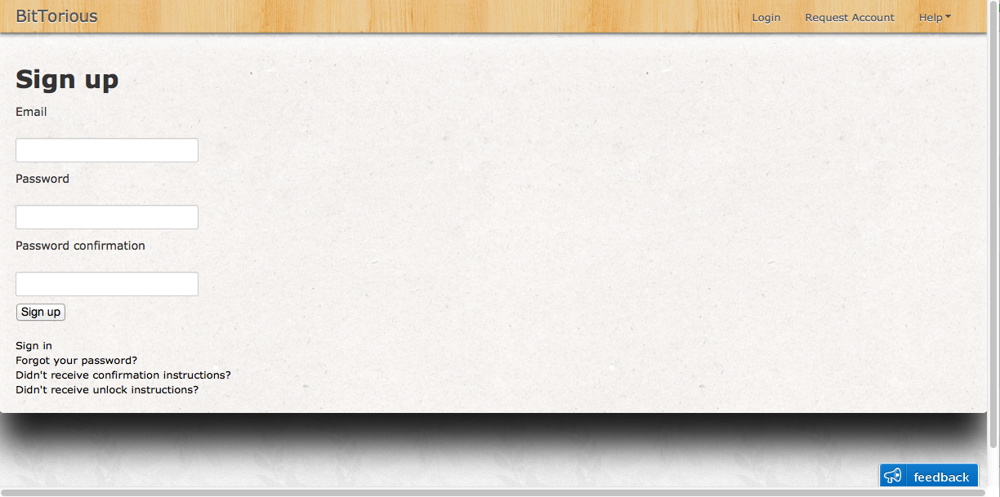 BitTorious Login Request Account Help
Sign up
Email
Password
Password confirmation
Sign up
Sign in
Forgot your password?
Didn't receive confirmation instructions?
Didn't receive unlock instructions?
feedback